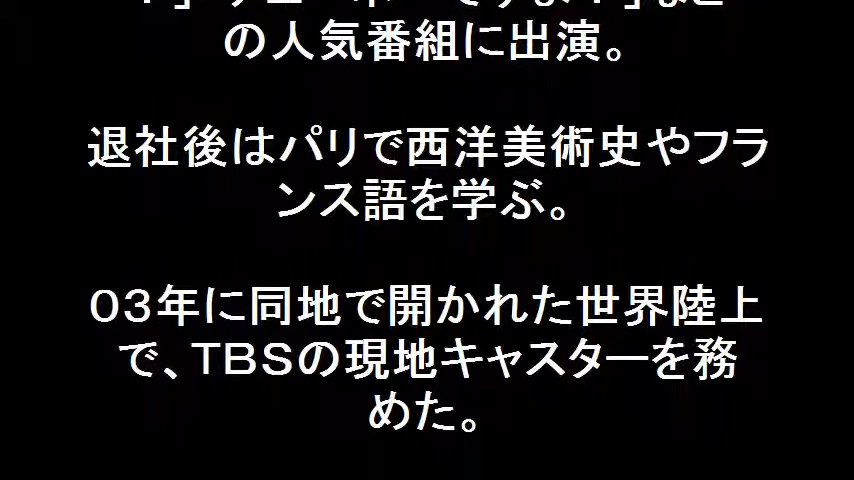 の人気番組に出演。
退社後はパリで西洋美術史やフラ
ンス語を学ぶ。
０３年に同地で開かれた世界陸上
で、ＴＢＳの現地キャスターを務
めた。